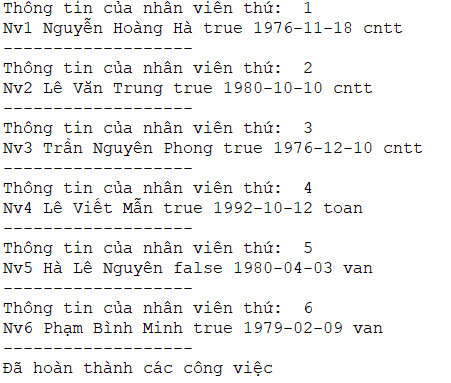 Thông tin của nhân viên thứ:  1
Nv1 Nguyễn Hoàng Hà true 1976-11-18 cntt
-------------------
Thông tin của nhân viên thứ:  2
Nv2 Lê Văn Trung true 1980-10-10 cntt
-------------------
Thông tin của nhân viên thứ:  3
Nv3 Trần Nguyên Phong true 1976-12-10 cntt
-------------------
Thông tin của nhân viên thứ:  4
Nv4 Lê Viết Mẫn true 1992-10-12 toan
-------------------
Thông tin của nhân viên thứ:  5
Nv5 Hà Lê Nguyên false 1980-04-03 van
-------------------
Thông tin của nhân viên thứ:  6
Nv6 Phạm Bình Minh true 1979-02-09 van
-------------------
Đã hoàn thành các công việc